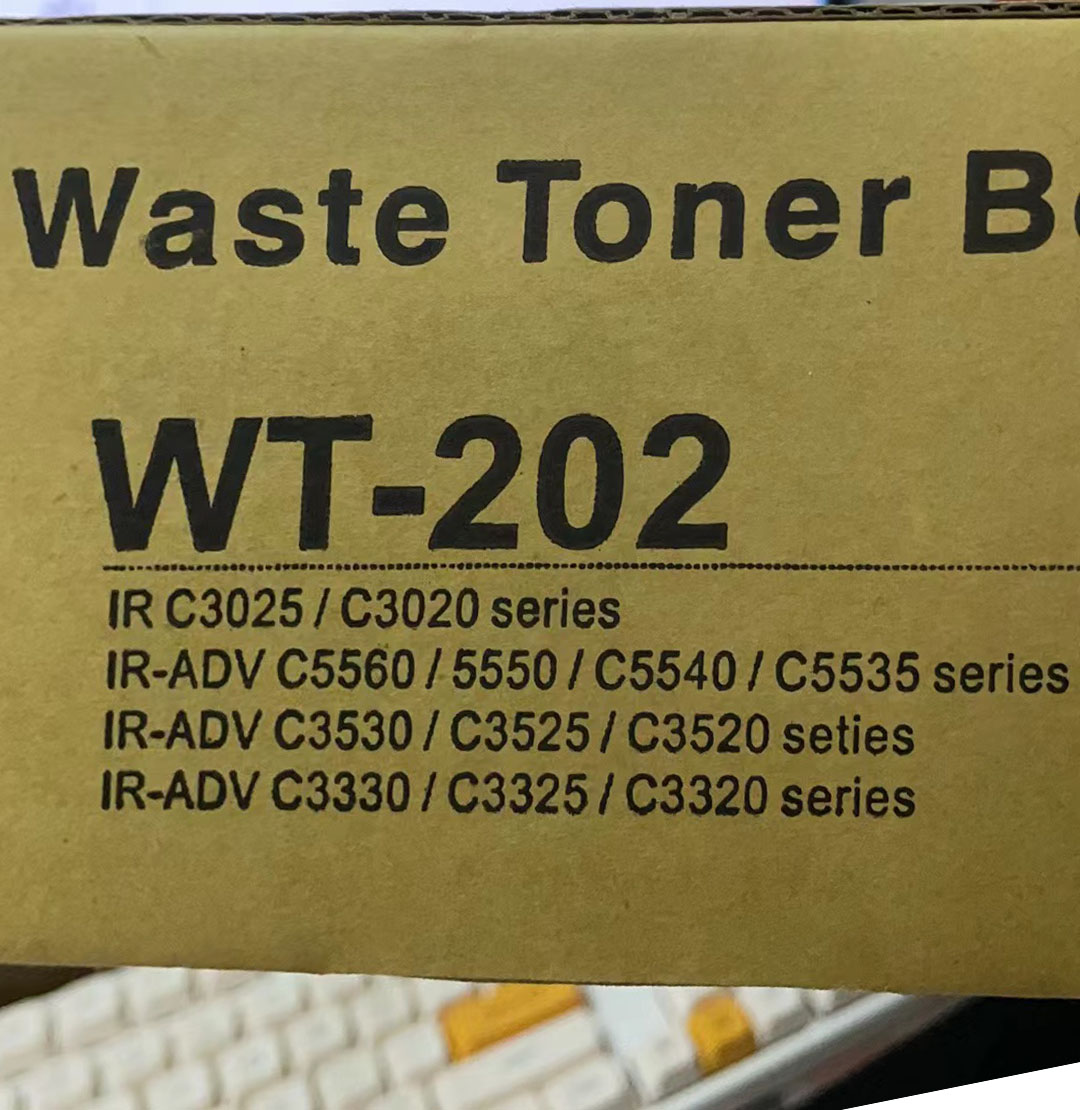 Waste Toner
WT-202
IR C3025 / C3020 series
IR-ADV C5560 / 5550 / C5540 / C5535 series
IR-ADV C3530 / C3525 / C3520 seties
IR-ADV C3330 / C3325 / C3320 series